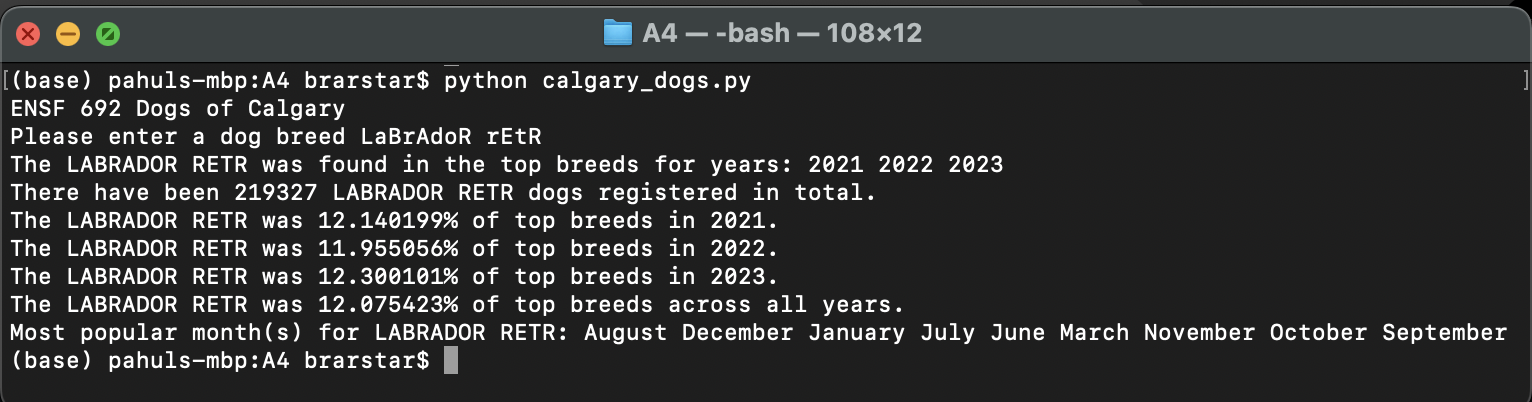 A4 — -bash — 108×12
[(base) pahuls-mbp:A4 brarstar$ python calgary_dogs.py ]
ENSF 692 Dogs of Calgary
Please enter a dog breed LaBrAdoR rEtR
The LABRADOR RETR was found in the top breeds for years: 2021 2022 2023
There have been 219327 LABRADOR RETR dogs registered in total.
The LABRADOR RETR was 12.140199% of top breeds in 2021.
The LABRADOR RETR was 11.955056% of top breeds in 2022.
The LABRADOR RETR was 12.300101% of top breeds in 2023.
The LABRADOR RETR was 12.075423% of top breeds across all years.
Most popular month(s) for LABRADOR RETR: August December January July June March November October September
(base) pahuls-mbp:A4 brarstar$